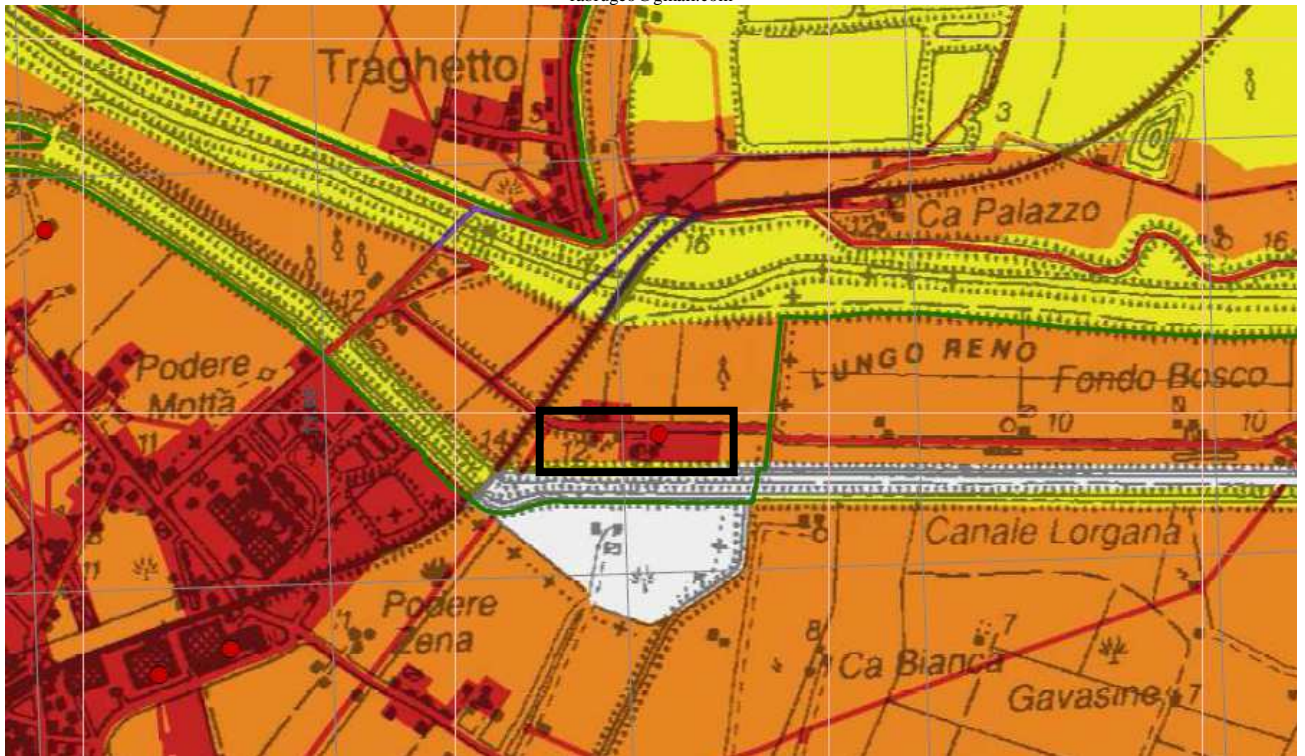 Traghetto
17
5
3
16
Ca Palazzo
12
16
12
Podere
Motta
LUNGO RENO
Fondo Bosco
11
14
12
10
10
Canale Lorgana
11
Podere
Zena
8
7
Ca Bianca
Gavasine
7